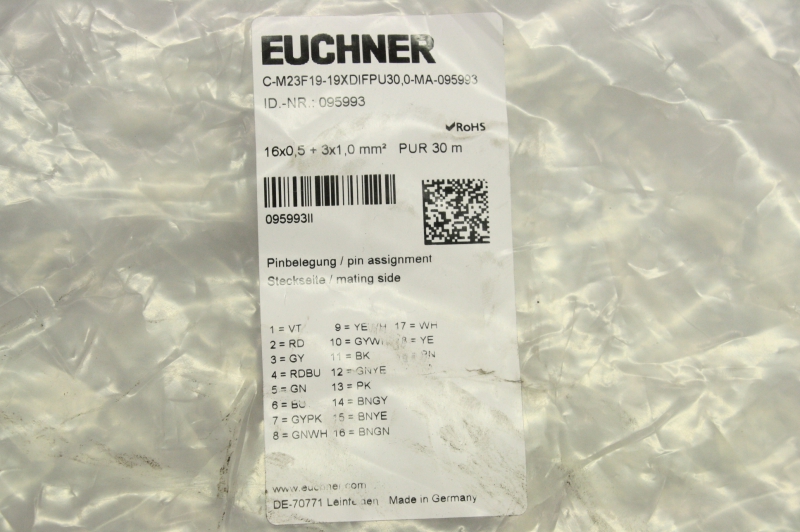 EUCHNER
C-M23F19-19XDIFPU30,0-MA-095993
ID.-NR.: 095993
✔RoHS
16x0,5 + 3x1,0 mm² PUR 30 m
095993II
Pinbelegung / pin assignment
Steckseite / mating side
1 = VT 9 = YEWH 17 = WH
2 = RD 10 = GYWH = YE
3 = GY 11 = BK
4 = RDBU 12 = GNYE
5 = GN 13 = PK
6 = BU 14 = BNGY
7 = GYPK 15 = BNYE
8 = GNWH 16 = BNGN
www.euchner.com
DE-70771 Made in Germany